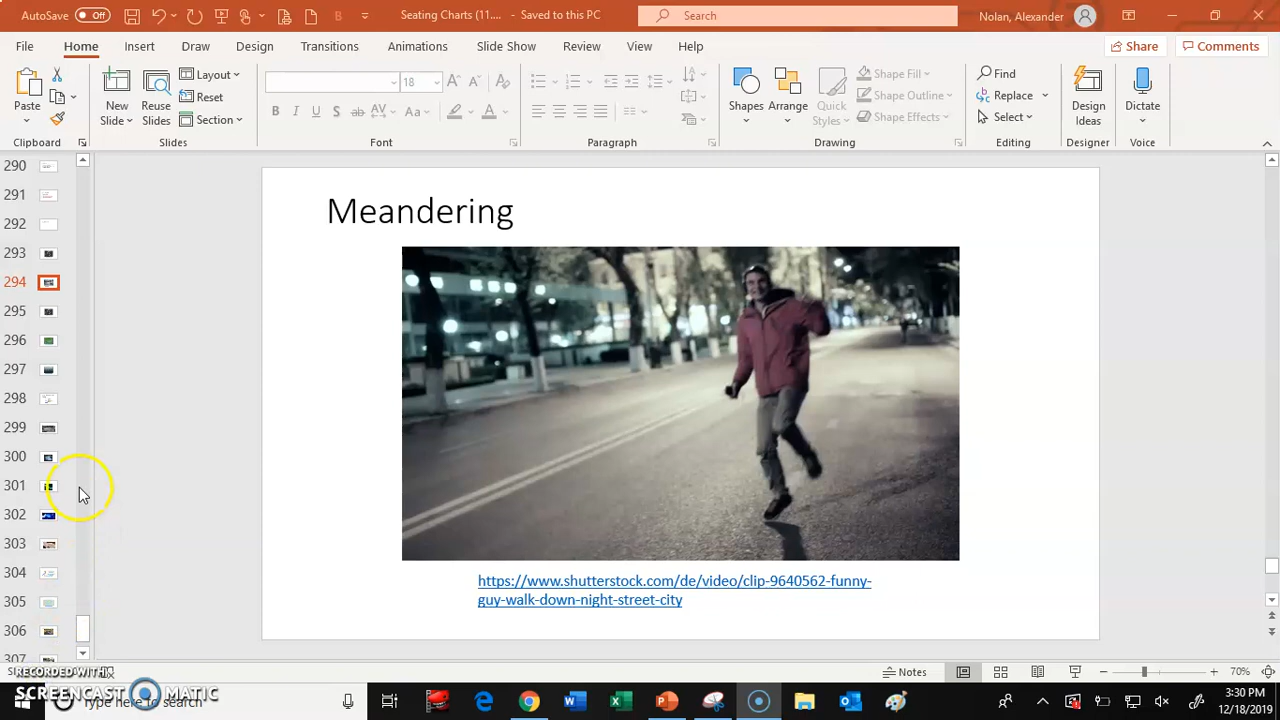 AutoSave Off Seating Charts (11.... - Saved to this PC Search Nolan, Alexander
File Home Insert Draw Design Transitions Animations Slide Show Review View Help Share Comments
Paste
New Slide
Reuse Slides
Layout
Reset
Section
18
B I U S ab AV Aa A
Shapes
Arrange
Quick Styles
Shape Fill
Shape Outline
Shape Effects
Find
Replace
Select
Design Ideas
Dictate
Clipboard Slides Font Paragraph Drawing Editing Designer Voice
290
291
292
293
294
295
296
297
298
299
300
301
302
303
304
305
306
307
Meandering
https://www.shutterstock.com/de/video/clip-9640562-funny-
guy-walk-down-night-street-city
Notes 70%
RECORDED WITH
SCREENCAST MATIC
Type here to search
3:30 PM
12/18/2019